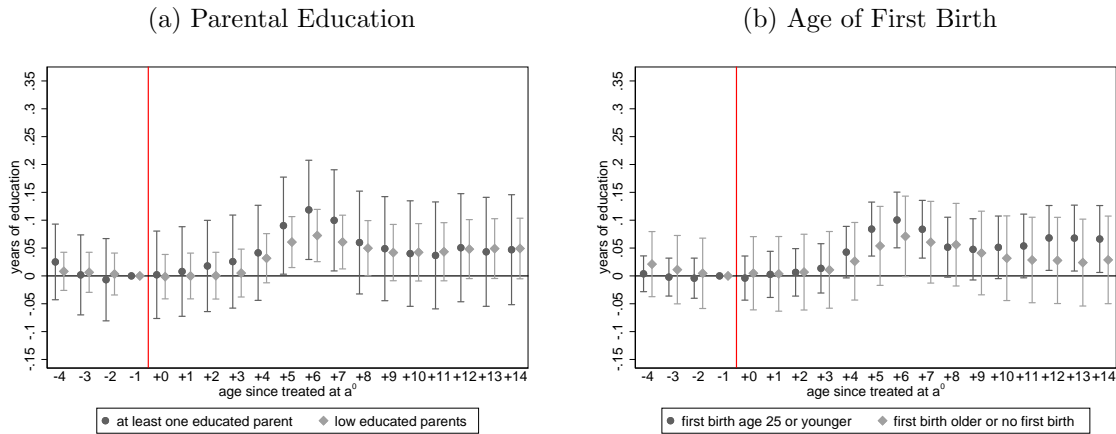 (a) Parental Education
years of education
.35
.3
.25
.2
.15
.1
.05
0
-.05
-.1
-.15
-4 -3 -2 -1 +0 +1 +2 +3 +4 +5 +6 +7 +8 +9 +10 +11 +12 +13 +14
age since treated at a⁰
at least one educated parent low educated parents
(b) Age of First Birth
years of education
.35
.3
.25
.2
.15
.1
.05
0
-.05
-.1
-.15
-4 -3 -2 -1 +0 +1 +2 +3 +4 +5 +6 +7 +8 +9 +10 +11 +12 +13 +14
age since treated at a⁰
first birth age 25 or younger first birth older or no first birth